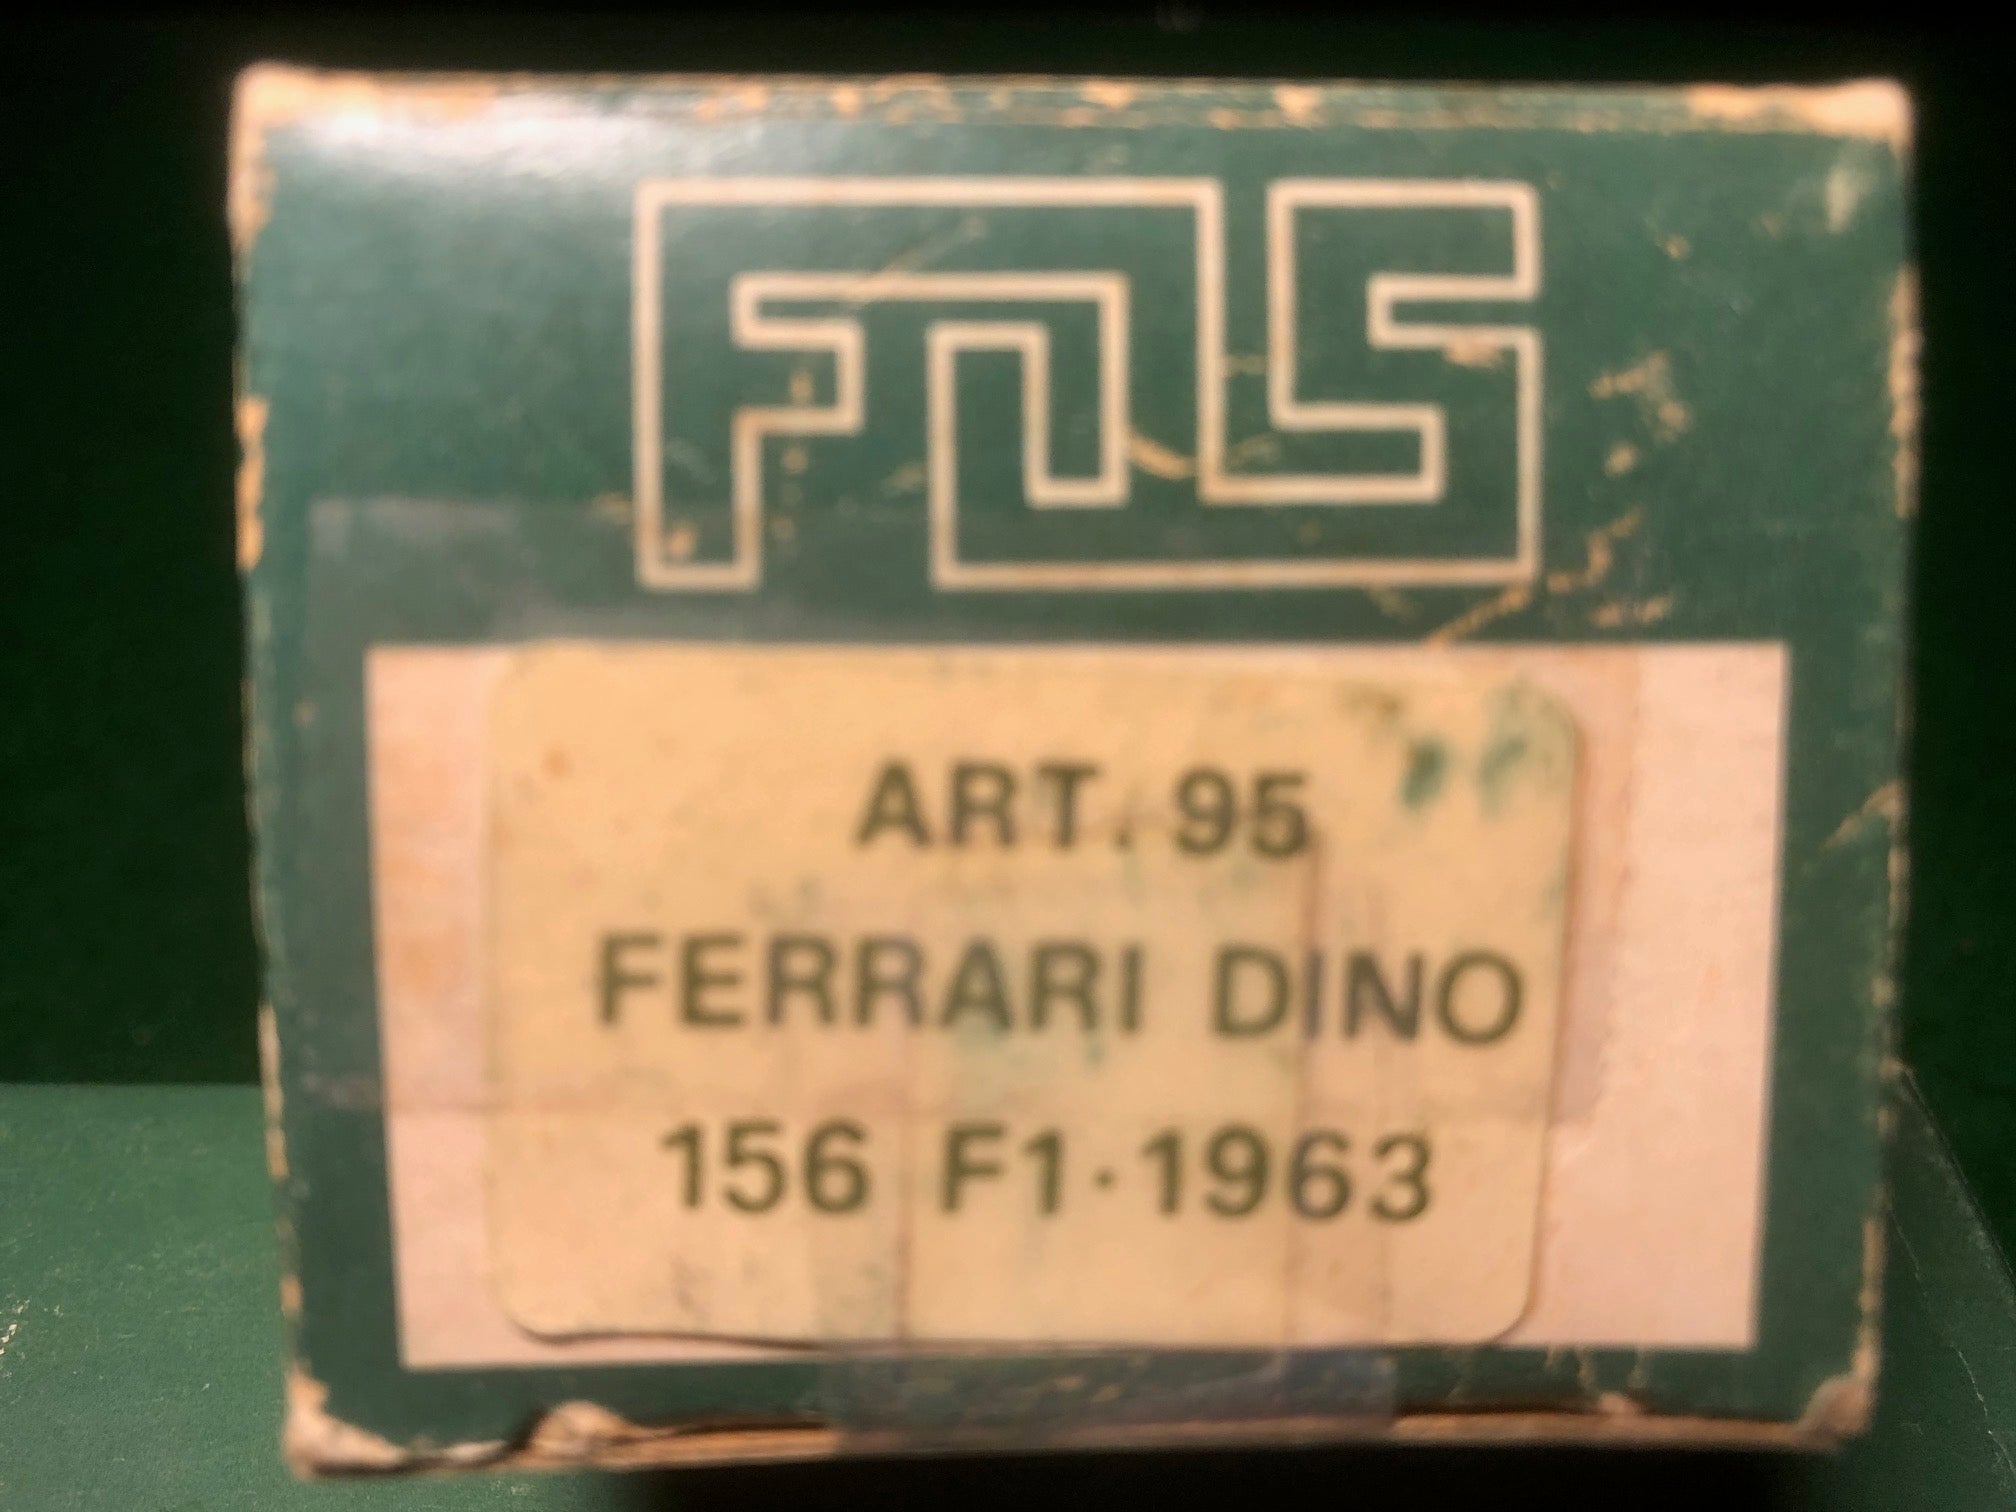 FDS
ART. 95
FERRARI DINO
156 F1·1963